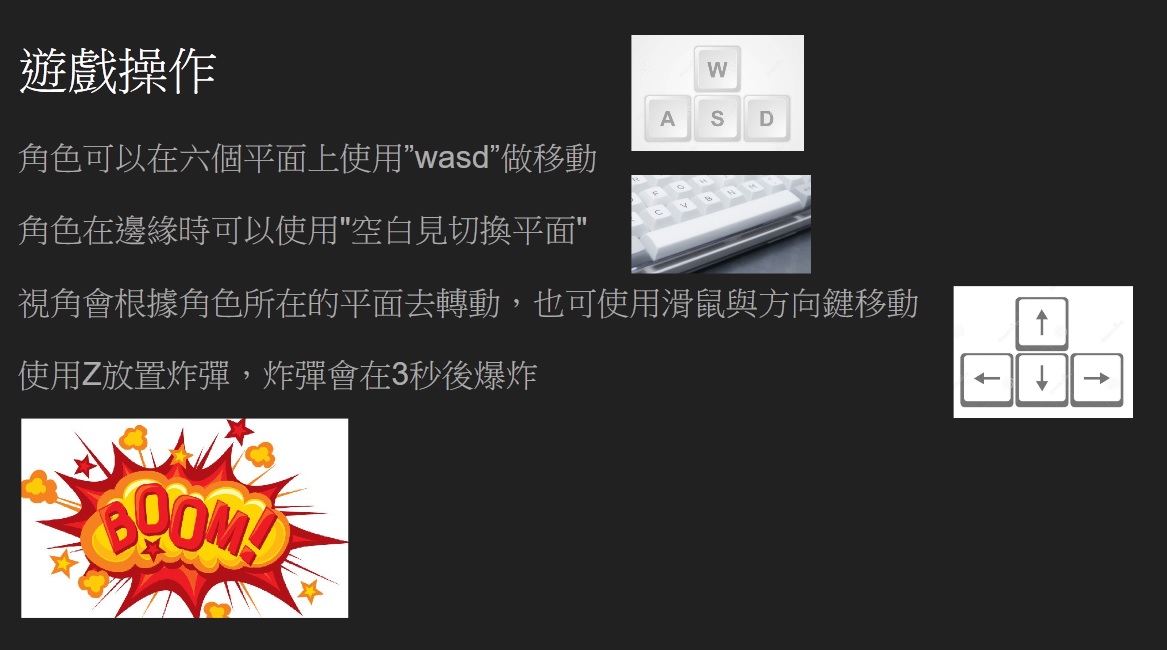 遊戲操作
角色可以在六個平面上使用”wasd”做移動
角色在邊緣時可以使用"空白見切換平面"
視角會根據角色所在的平面去轉動，也可使用滑鼠與方向鍵移動
使用Z放置炸彈，炸彈會在3秒後爆炸
W
A S D
F G H
C V B N M
↑
← ↓ →
BOOM!